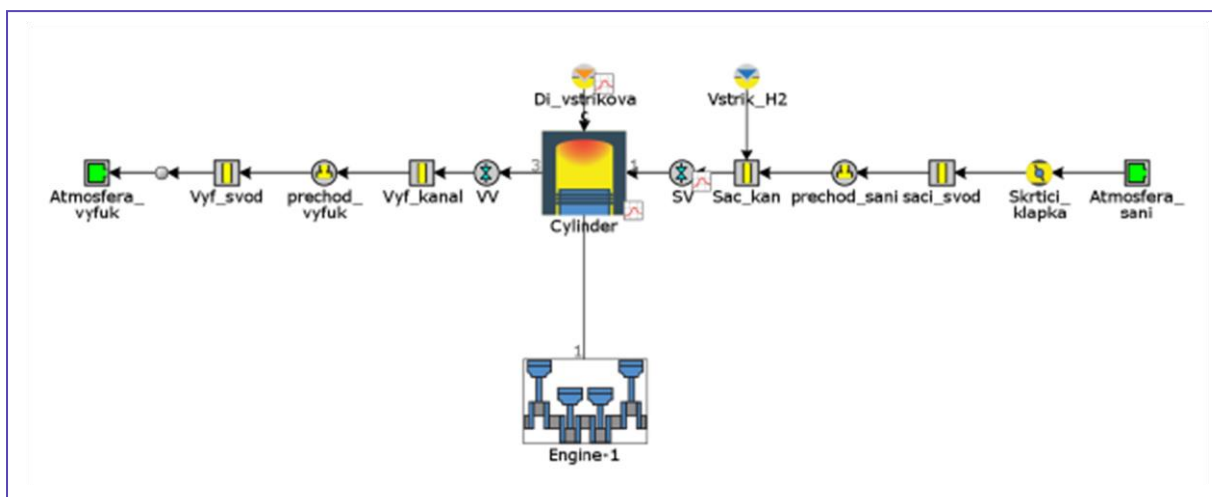 Di_vstrikova
Vstrik_H2
3
1
Atmosfera_
vyfuk
Vyf_svod
prechod_
vyfuk
Vyf_kanal
VV
Cylinder
SV
Sac_kan
prechod_sani
saci_svod
Skrtici_
klapka
Atmosfera_
sani
1
Engine-1